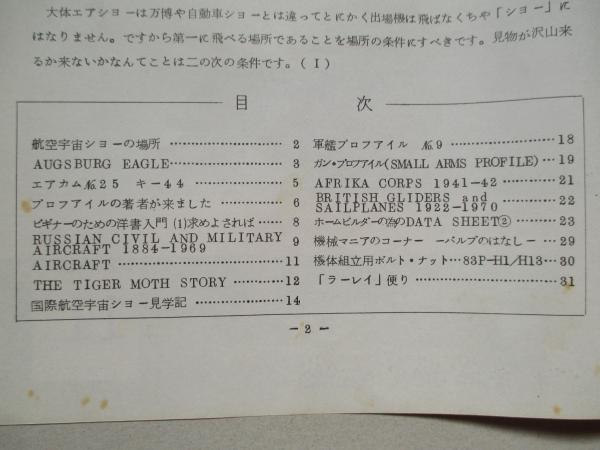 大体エアショーは万博や自動車ショーとは違ってとにかく出場機は飛ばなくちや「ショー」に
はなりません。ですから第一に飛べる場所であることを場所の条件にすべきです。見物が沢山来
るか来ないかなんてことは二の次の条件です。(I)
目次
航空宇宙ショーの場所 ………………… 2
AUGSBURG EAGLE ………………… 3
エアカム№25 キー44 ………………… 5
プロフアイルの著者が来ました ………… 6
ビギナーのための洋書入門 (1)求めよされば …… 8
RUSSIAN CIVIL AND MILITARY
AIRCRAFT 1884-1969 9
AIRCRAFT ………………… 11
THE TIGER MOTH STORY ………… 12
国際航空宇宙ショー見学記 ………… 14
軍艦プロフアイル №9 ………………… 18
ガン・プロフアイル(SMALL ARMS PROFILE) … 19
AFRIKA CORPS 1941-42 ………… 21
BRITISH GLIDERS and
SAILPLANES 1922-1970 ………… 22
ホームビルダーの為のDATA SHEET② ………… 23
機械マニアのコーナー ーバルブのはなしー … 29
機体組立用ボルト・ナット…83P-H1/H13… 30
「ラーレイ」便り ………………… 31
－2－